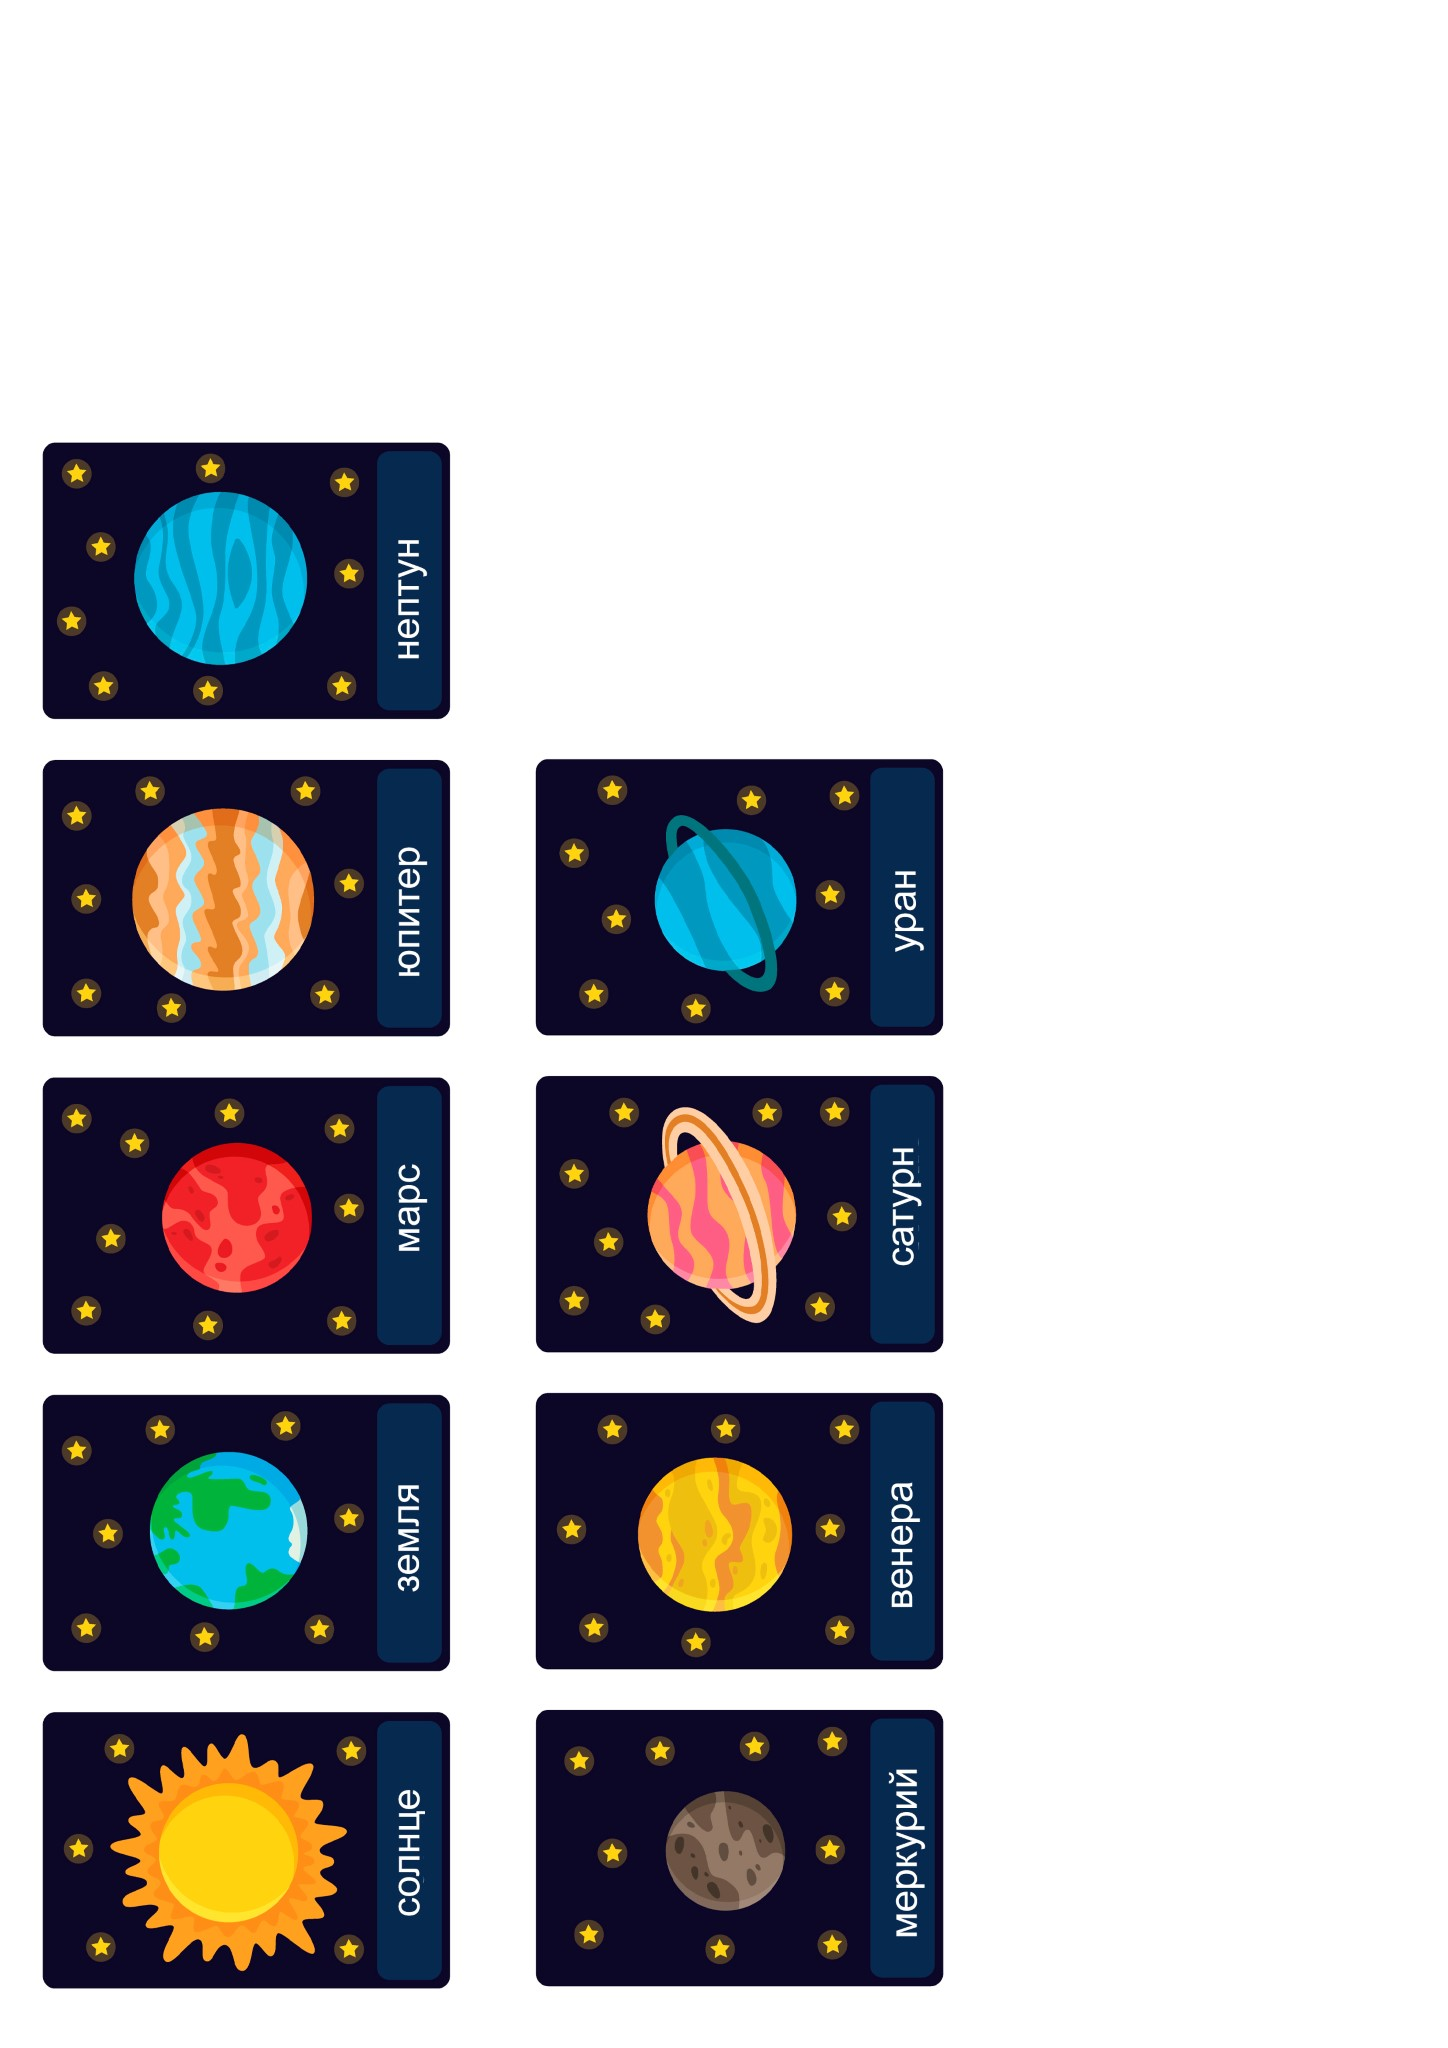 солнце
земля
марс
юпитер
нептун
меркурий
венера
сатурн
уран